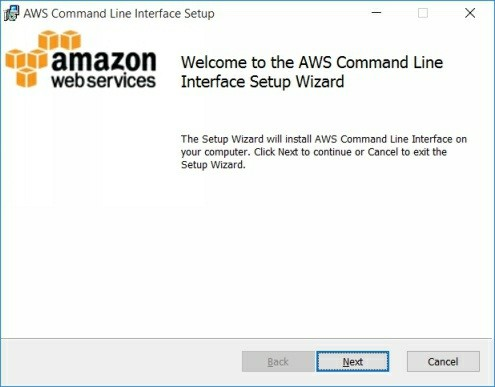 AWS Command Line Interface Setup
amazon
web services
Welcome to the AWS Command Line
Interface Setup Wizard
The Setup Wizard will install AWS Command Line Interface on
your computer. Click Next to continue or Cancel to exit the
Setup Wizard.
Back Next Cancel